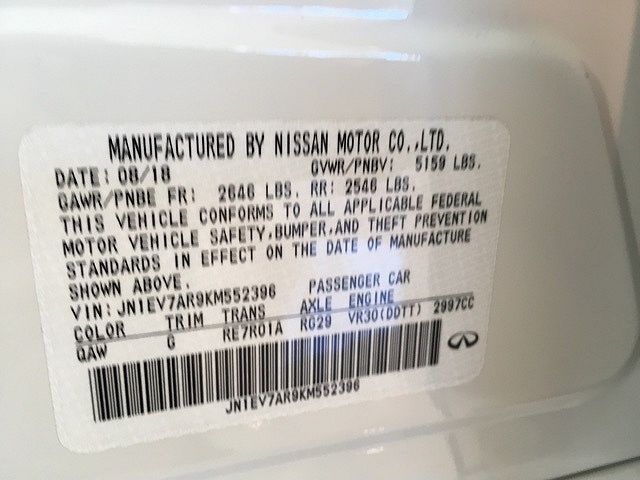 MANUFACTURED BY NISSAN MOTOR CO.,LTD.
DATE: 08/18 GVWR/PNBV: 5159 LBS.
GAWR/PNBE FR: 2646 LBS. RR: 2546 LBS.
THIS VEHICLE CONFORMS TO ALL APPLICABLE FEDERAL
MOTOR VEHICLE SAFETY,BUMPER,AND THEFT PREVENTION
STANDARDS IN EFFECT ON THE DATE OF MANUFACTURE
SHOWN ABOVE.
VIN: JN1EV7AR9KM552396 PASSENGER CAR
COLOR TRIM TRANS AXLE ENGINE
QAW G RE7R01A RG29 VR30(DDTT) 2997CC
JN1EV7AR9KM552396